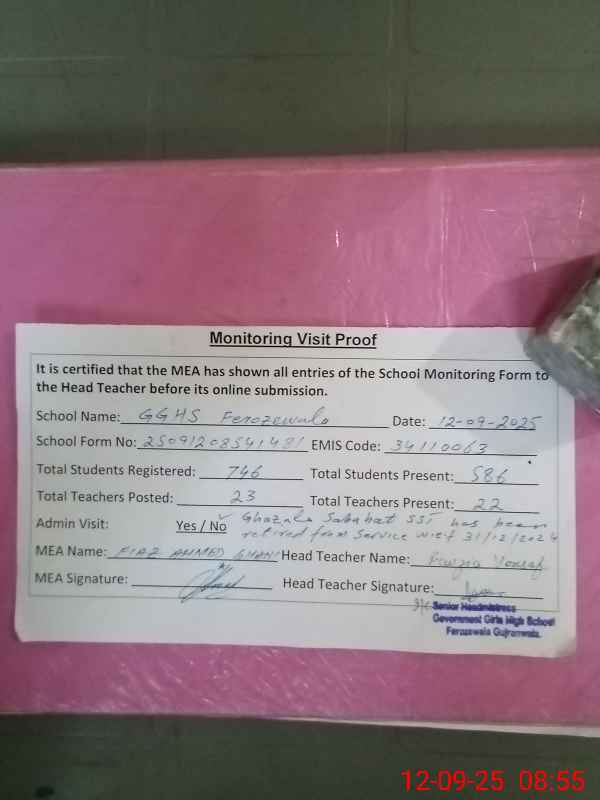 Monitoring Visit Proof
It is certified that the MEA has shown all entries of the School Monitoring Form to
the Head Teacher before its online submission.
School Name: GGHS Ferozewala Date: 12-09-2025
School Form No: 25091208541481 EMIS Code: 34110063
Total Students Registered: 746 Total Students Present: 586
Total Teachers Posted: 23 Total Teachers Present: 22
Admin Visit: Yes / No Ghazala Sabahat SST has been
retired from Service w.e.f 31/12/2024
MEA Name: FIAZ AHMED GHANI Head Teacher Name: Fouzia Yousaf
MEA Signature: Head Teacher Signature:
Senior Headmistress
Government Girls High School
Ferozwala Gujranwala.
12-09-25 08:55